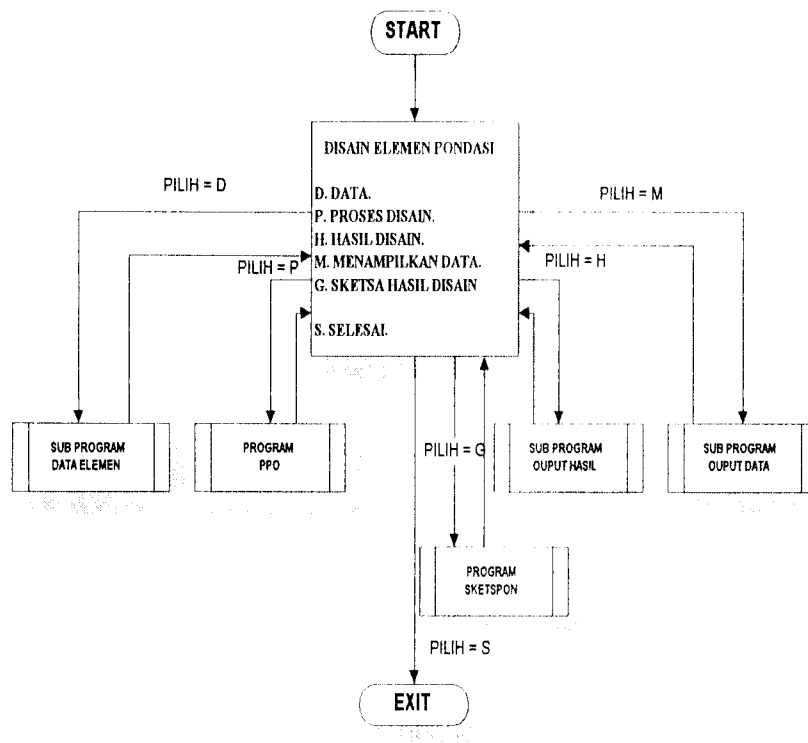 START
DISAIN ELEMEN PONDASI
D. DATA.
P. PROSES DISAIN.
H. HASIL DISAIN.
M. MENAMPILKAN DATA.
G. SKETSA HASIL DISAIN
S. SELESAI.
PILIH = D
PILIH = M
PILIH = P
PILIH = H
SUB PROGRAM
DATA ELEMEN
PROGRAM
PPO
PILIH = G
SUB PROGRAM
OUPUT HASIL
SUB PROGRAM
OUPUT DATA
PROGRAM
SKETSPON
PILIH = S
EXIT